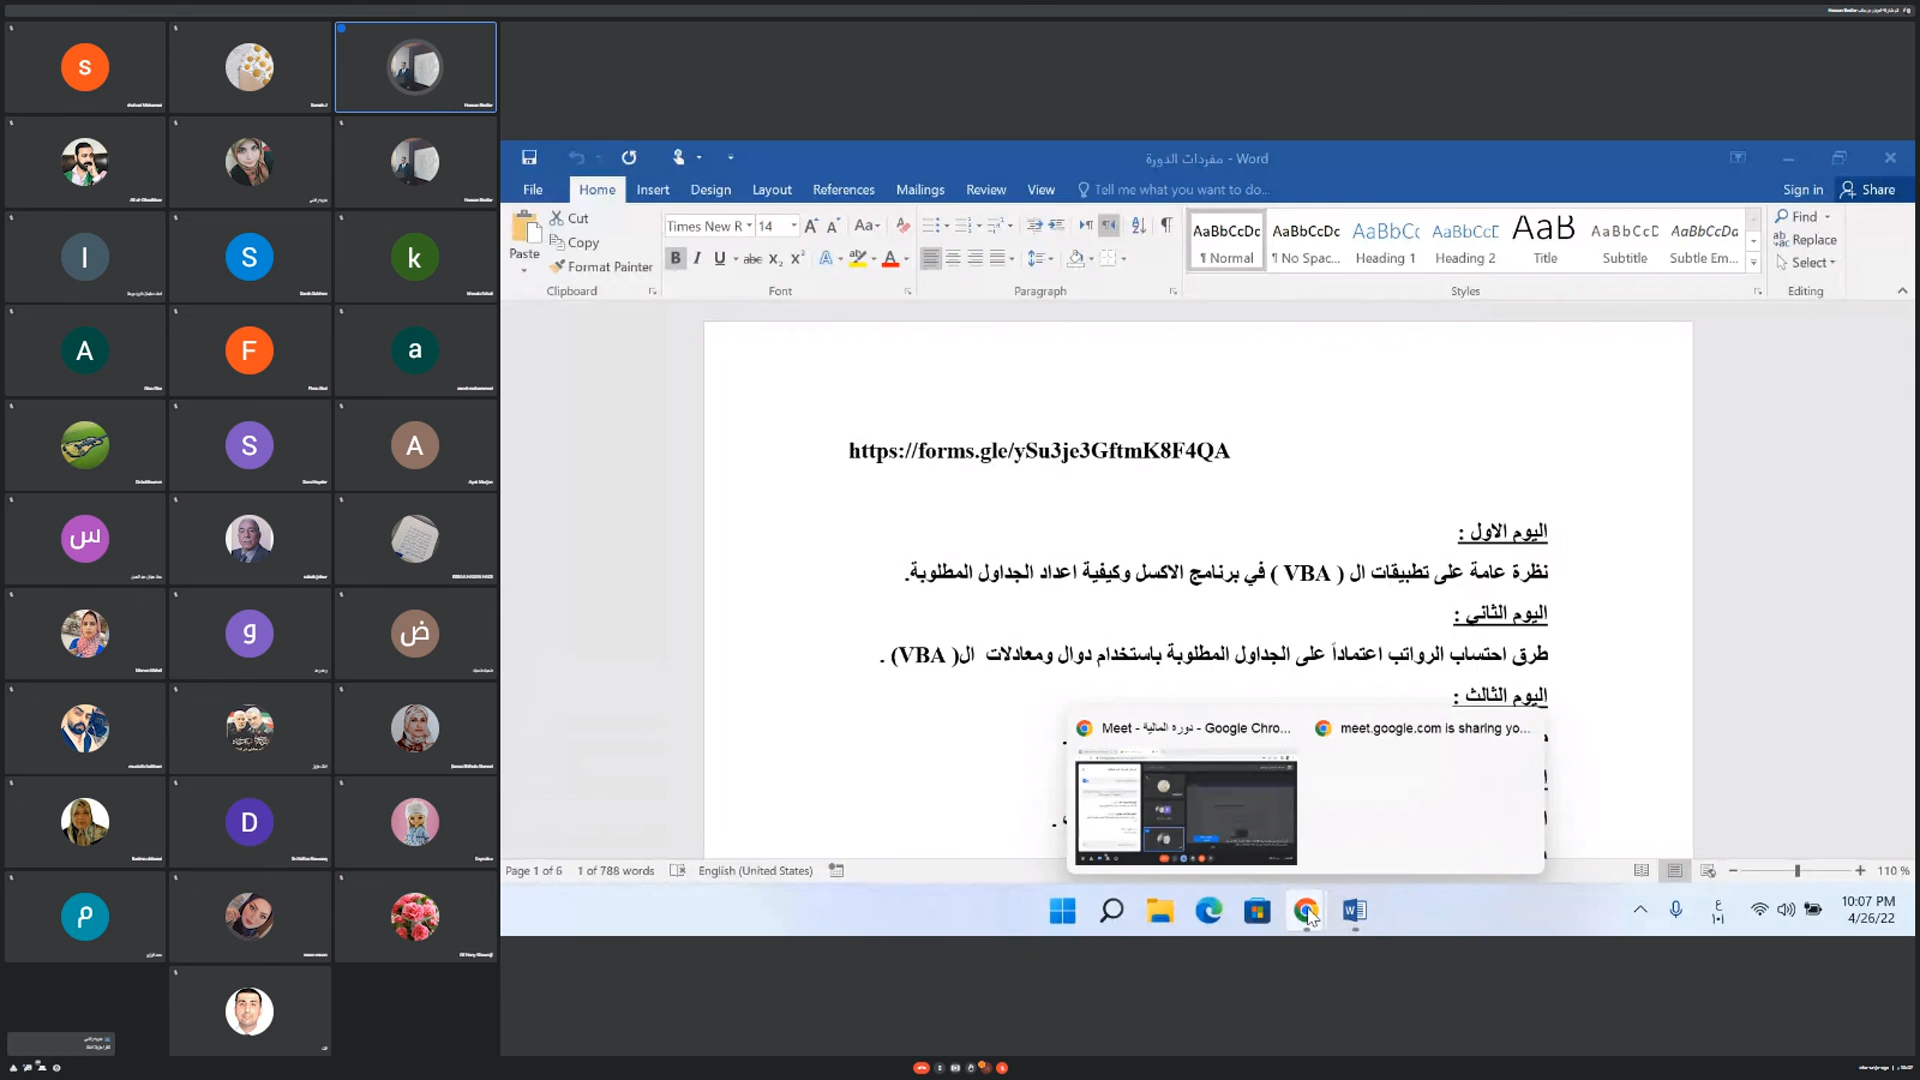 مفردات الدورة - Word
File Home Insert Design Layout References Mailings Review View Tell me what you want to do... Sign in Share
Paste Cut
Copy
Format Painter
Times New R 14 Aa
B I U abc X₂ X² A
AaBbCcDc AaBbCcDc AaBbCc AaBbCcE AaB AaBbCcD AaBbCcDa
¶ Normal ¶ No Spac... Heading 1 Heading 2 Title Subtitle Subtle Em...
Find
Replace
Select
Clipboard Font Paragraph Styles Editing
https://forms.gle/ySu3je3GftmK8F4QA
اليوم الاول :
نظرة عامة على تطبيقات ال ( VBA ) في برنامج الاكسل وكيفية اعداد الجداول المطلوبة.
اليوم الثاني :
طرق احتساب الرواتب اعتماداً على الجداول المطلوبة باستخدام دوال ومعادلات ال( VBA) .
اليوم الثالث :
Meet - دوره المالية - Google Chro... meet.google.com is sharing yo...
Page 1 of 6 1 of 788 words English (United States) 110 %
10:07 PM
4/26/22
s
l
S
k
A
F
a
S
A
س
g
ض
D
م